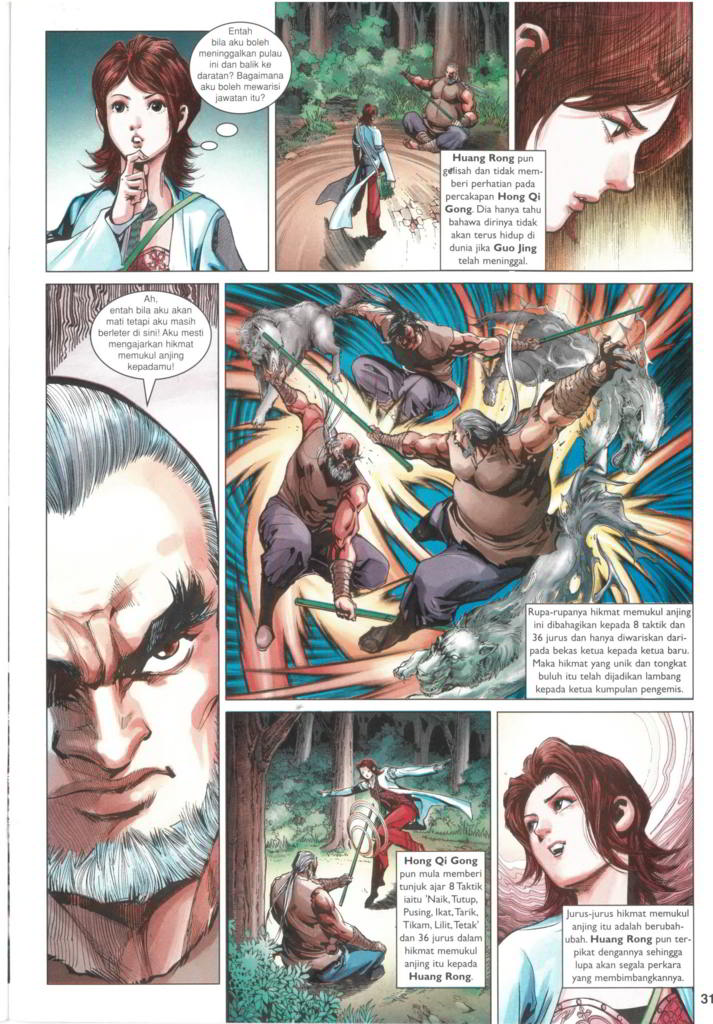 Entah
bila aku boleh
meninggalkan pulau
ini dan balik ke
daratan? Bagaimana
aku boleh mewarisi
jawatan itu?
Huang Rong pun
gelisah dan tidak mem-
beri perhatian pada
percakapan Hong Qi
Gong. Dia hanya tahu
bahawa dirinya tidak
akan terus hidup di
dunia jika Guo Jing
telah meninggal.
Ah,
entah bila aku akan
mati tetapi aku masih
berleter di sini! Aku mesti
mengajarkan hikmat
memukul anjing
kepadamu!
Rupa-rupanya hikmat memukul anjing
ini dibahagikan kepada 8 taktik dan
36 jurus dan hanya diwariskan dari-
pada bekas ketua kepada ketua baru.
Maka hikmat yang unik dan tongkat
buluh itu telah dijadikan lambang
kepada ketua kumpulan pengemis.
Hong Qi Gong
pun mula memberi
tunjuk ajar 8 Taktik
iaitu 'Naik, Tutup,
Pusing, Ikat, Tarik,
Tikam, Lilit, Tetak'
dan 36 jurus dalam
hikmat memukul
anjing itu kepada
Huang Rong.
Jurus-jurus hikmat memukul
anjing itu adalah berubah-
ubah. Huang Rong pun ter-
pikat dengannya sehingga
lupa akan segala perkara
yang membimbangkannya.
31